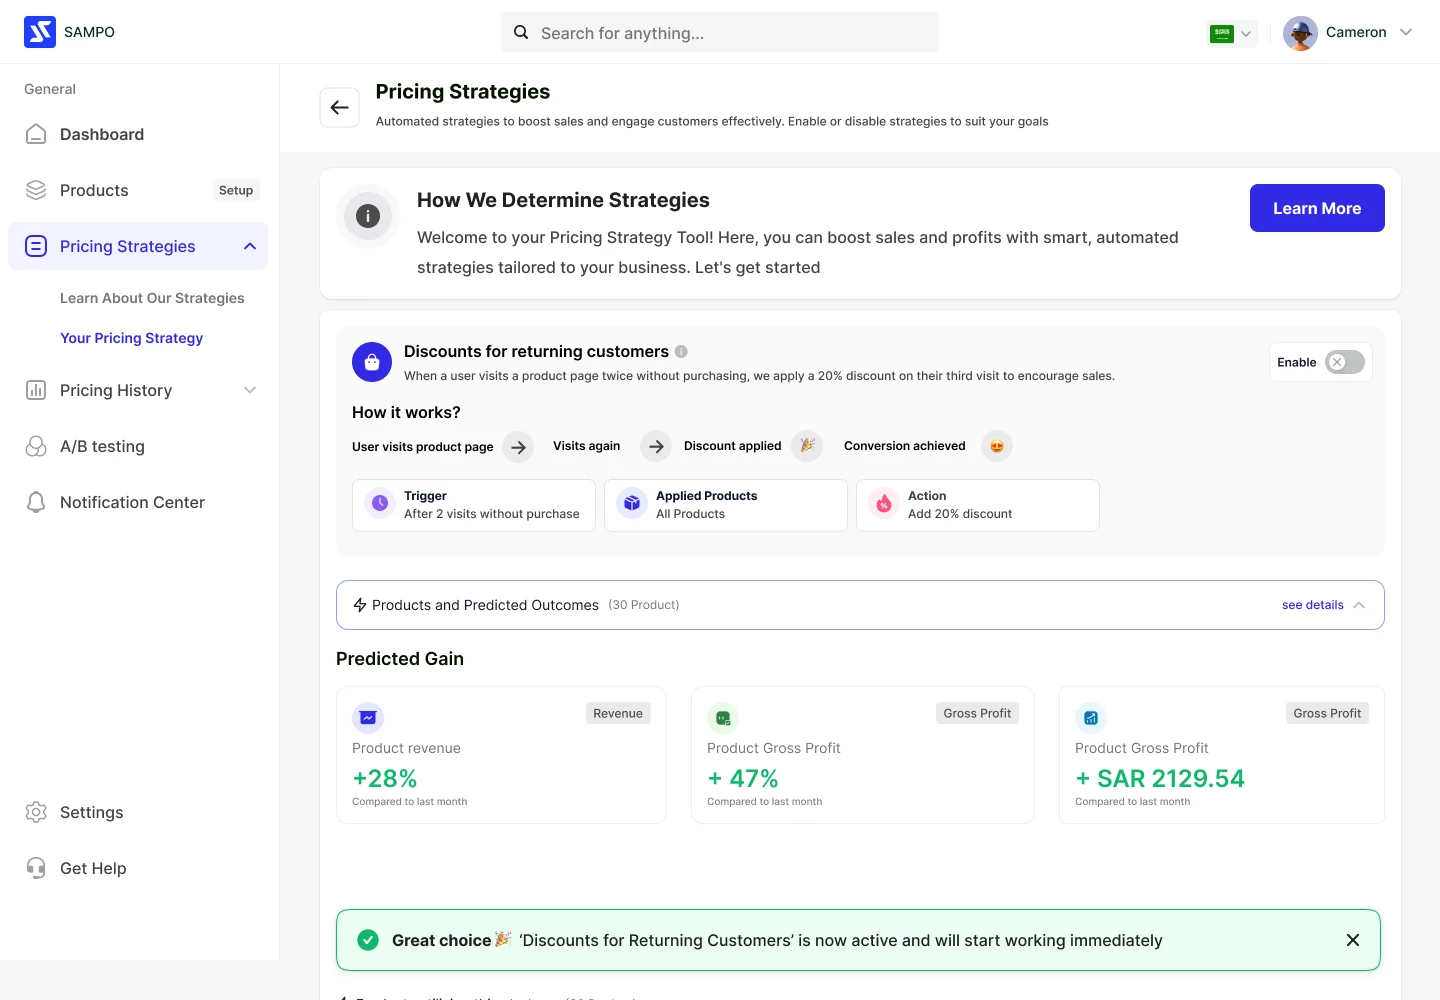 SAMPO
Search for anything...
Cameron
General
Dashboard
Products
Setup
Pricing Strategies
Learn About Our Strategies
Your Pricing Strategy
Pricing History
A/B testing
Notification Center
Settings
Get Help
Pricing Strategies
Automated strategies to boost sales and engage customers effectively. Enable or disable strategies to suit your goals
How We Determine Strategies
Welcome to your Pricing Strategy Tool! Here, you can boost sales and profits with smart, automated
strategies tailored to your business. Let's get started
Learn More
Discounts for returning customers
When a user visits a product page twice without purchasing, we apply a 20% discount on their third visit to encourage sales.
Enable
How it works?
User visits product page
Visits again
Discount applied
Conversion achieved
Trigger
After 2 visits without purchase
Applied Products
All Products
Action
Add 20% discount
Products and Predicted Outcomes (30 Product)
see details
Predicted Gain
Revenue
Product revenue
+28%
Compared to last month
Gross Profit
Product Gross Profit
+ 47%
Compared to last month
Gross Profit
Product Gross Profit
+ SAR 2129.54
Compared to last month
Great choice🎉 ‘Discounts for Returning Customers’ is now active and will start working immediately